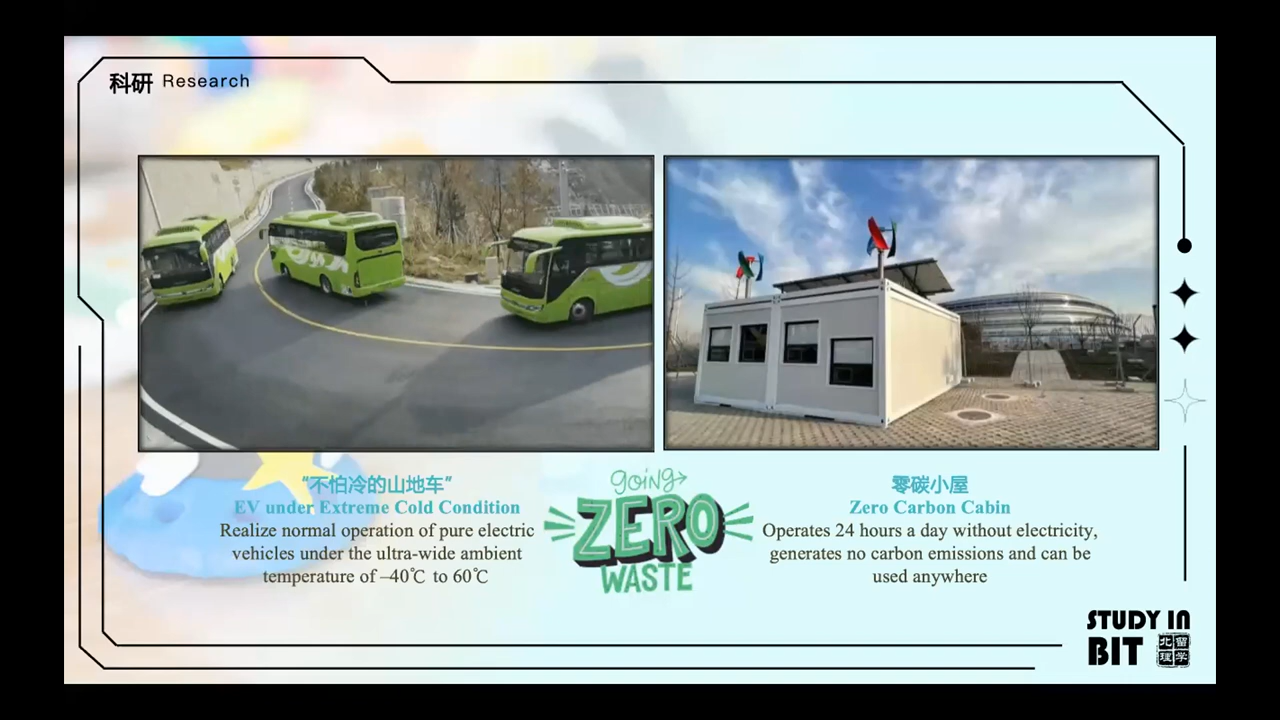 科研 Research
“不怕冷的山地车”
EV under Extreme Cold Condition
Realize normal operation of pure electric
vehicles under the ultra-wide ambient
temperature of –40℃ to 60℃
going
ZERO
WASTE
零碳小屋
Zero Carbon Cabin
Operates 24 hours a day without electricity,
generates no carbon emissions and can be
used anywhere
STUDY IN
BIT
北留
理学